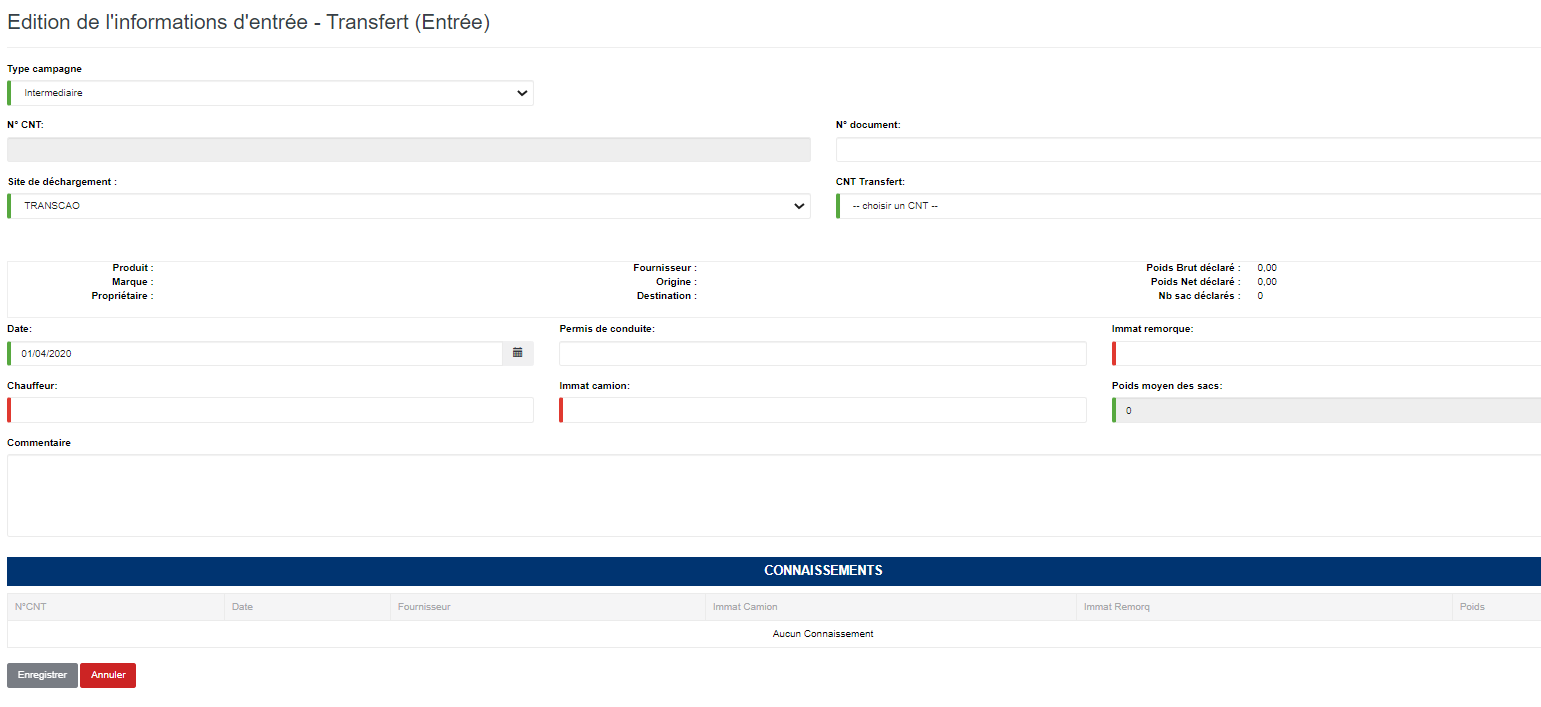 Edition de l'informations d'entrée - Transfert (Entrée)
Type campagne
Intermediaire
N° CNT: N° document:
Site de déchargement : CNT Transfert:
TRANSCAO -- choisir un CNT --
Produit : Fournisseur : Poids Brut déclaré : 0,00
Marque : Origine : Poids Net déclaré : 0,00
Propriétaire : Destination : Nb sac déclarés : 0
Date: Permis de conduite: Immat remorque:
01/04/2020
Chauffeur: Immat camion: Poids moyen des sacs:
0
Commentaire
CONNAISSEMENTS
N°CNT Date Fournisseur Immat Camion Immat Remorq Poids
Aucun Connaissement
Enregistrer Annuler